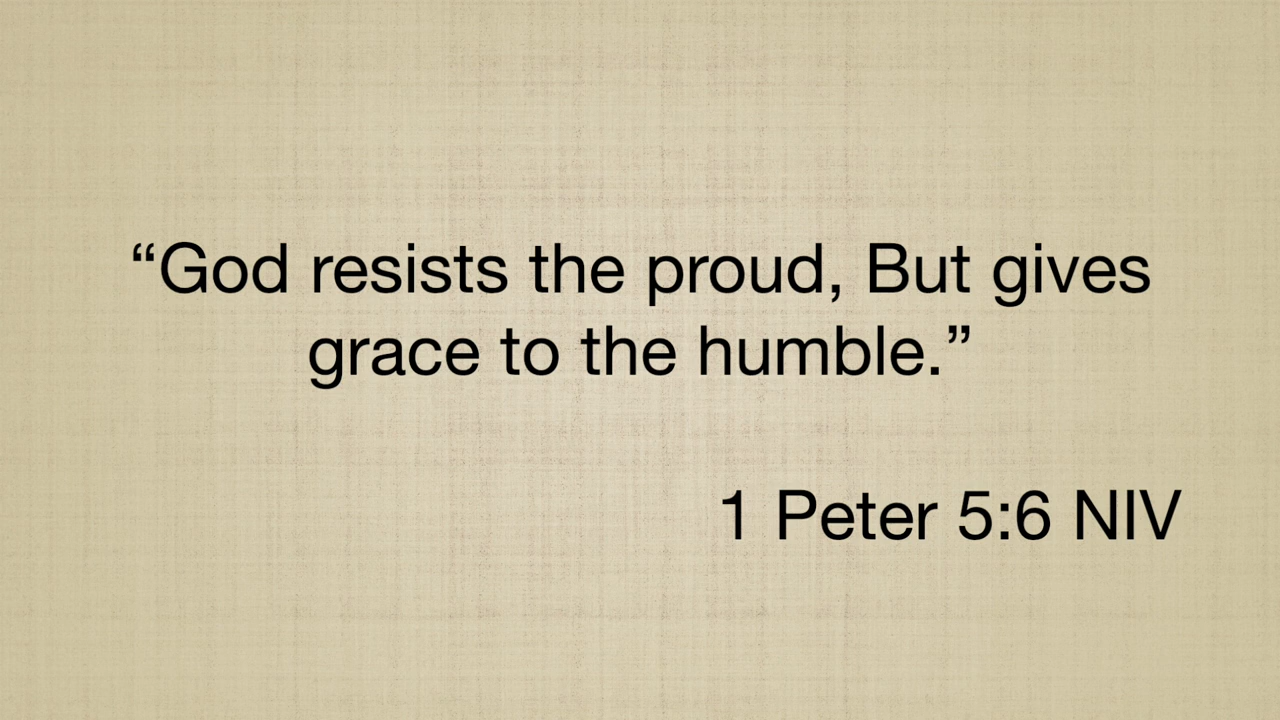 “God resists the proud, But gives
grace to the humble.”
1 Peter 5:6 NIV